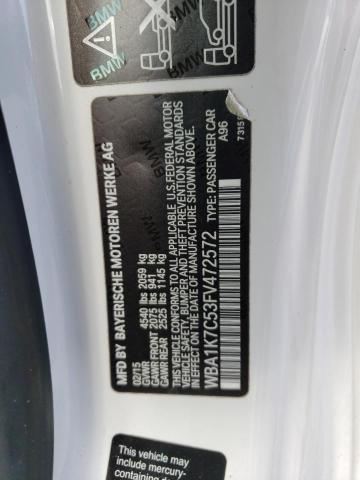 BMW
BMW
MFD BY BAYERISCHE MOTOREN WERKE AG
02/15
GVWR 4540 lbs 2059 kg
GAWR FRONT 2075 lbs 941 kg
GAWR REAR 2525 lbs 1145 kg
THIS VEHICLE CONFORMS TO ALL APPLICABLE U.S.FEDERAL MOTOR
VEHICLE SAFETY, BUMPER, AND THEFT PREVENTION STANDARDS
IN EFFECT ON THE DATE OF MANUFACTURE SHOWN ABOVE.
WBA1K7C53FV472572 TYPE: PASSENGER CAR
A96
This vehicle may
include mercury-
containing de